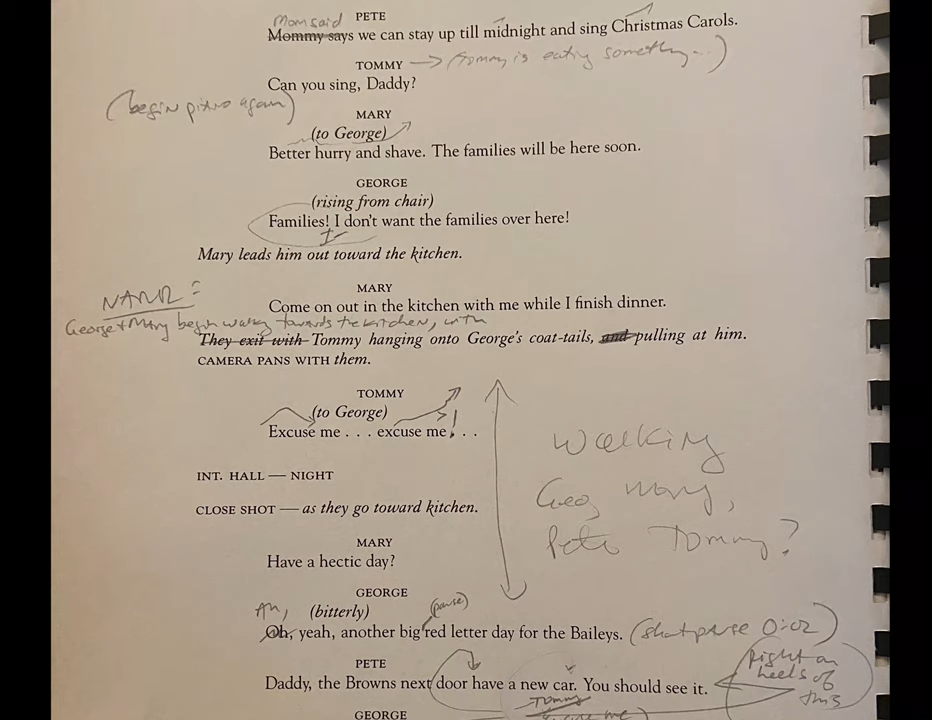 PETE
Mom said
Mommy says we can stay up till midnight and sing Christmas Carols.
TOMMY → (Tommy is eating something...)
Can you sing, Daddy?
(begin piano again)
MARY
(to George)
Better hurry and shave. The families will be here soon.
GEORGE
(rising from chair)
Families! I don't want the families over here!
Mary leads him out toward the kitchen.
MARY
Come on out in the kitchen with me while I finish dinner.
George + Mary begin walking towards the kitchen, with
They exit with Tommy hanging onto George's coat-tails, and pulling at him.
CAMERA PANS WITH them.
TOMMY
(to George)
Excuse me . . . excuse me! . .
INT. HALL — NIGHT
CLOSE SHOT — as they go toward kitchen.
Walking
Geo, Mary,
Pete Tommy?
MARY
Have a hectic day?
GEORGE
Ah, (bitterly) (pause)
Oh, yeah, another big red letter day for the Baileys. (short pause 0:02)
PETE
Daddy, the Browns next door have a new car. You should see it.
Right on
heels of
this
Tommy
GEORGE